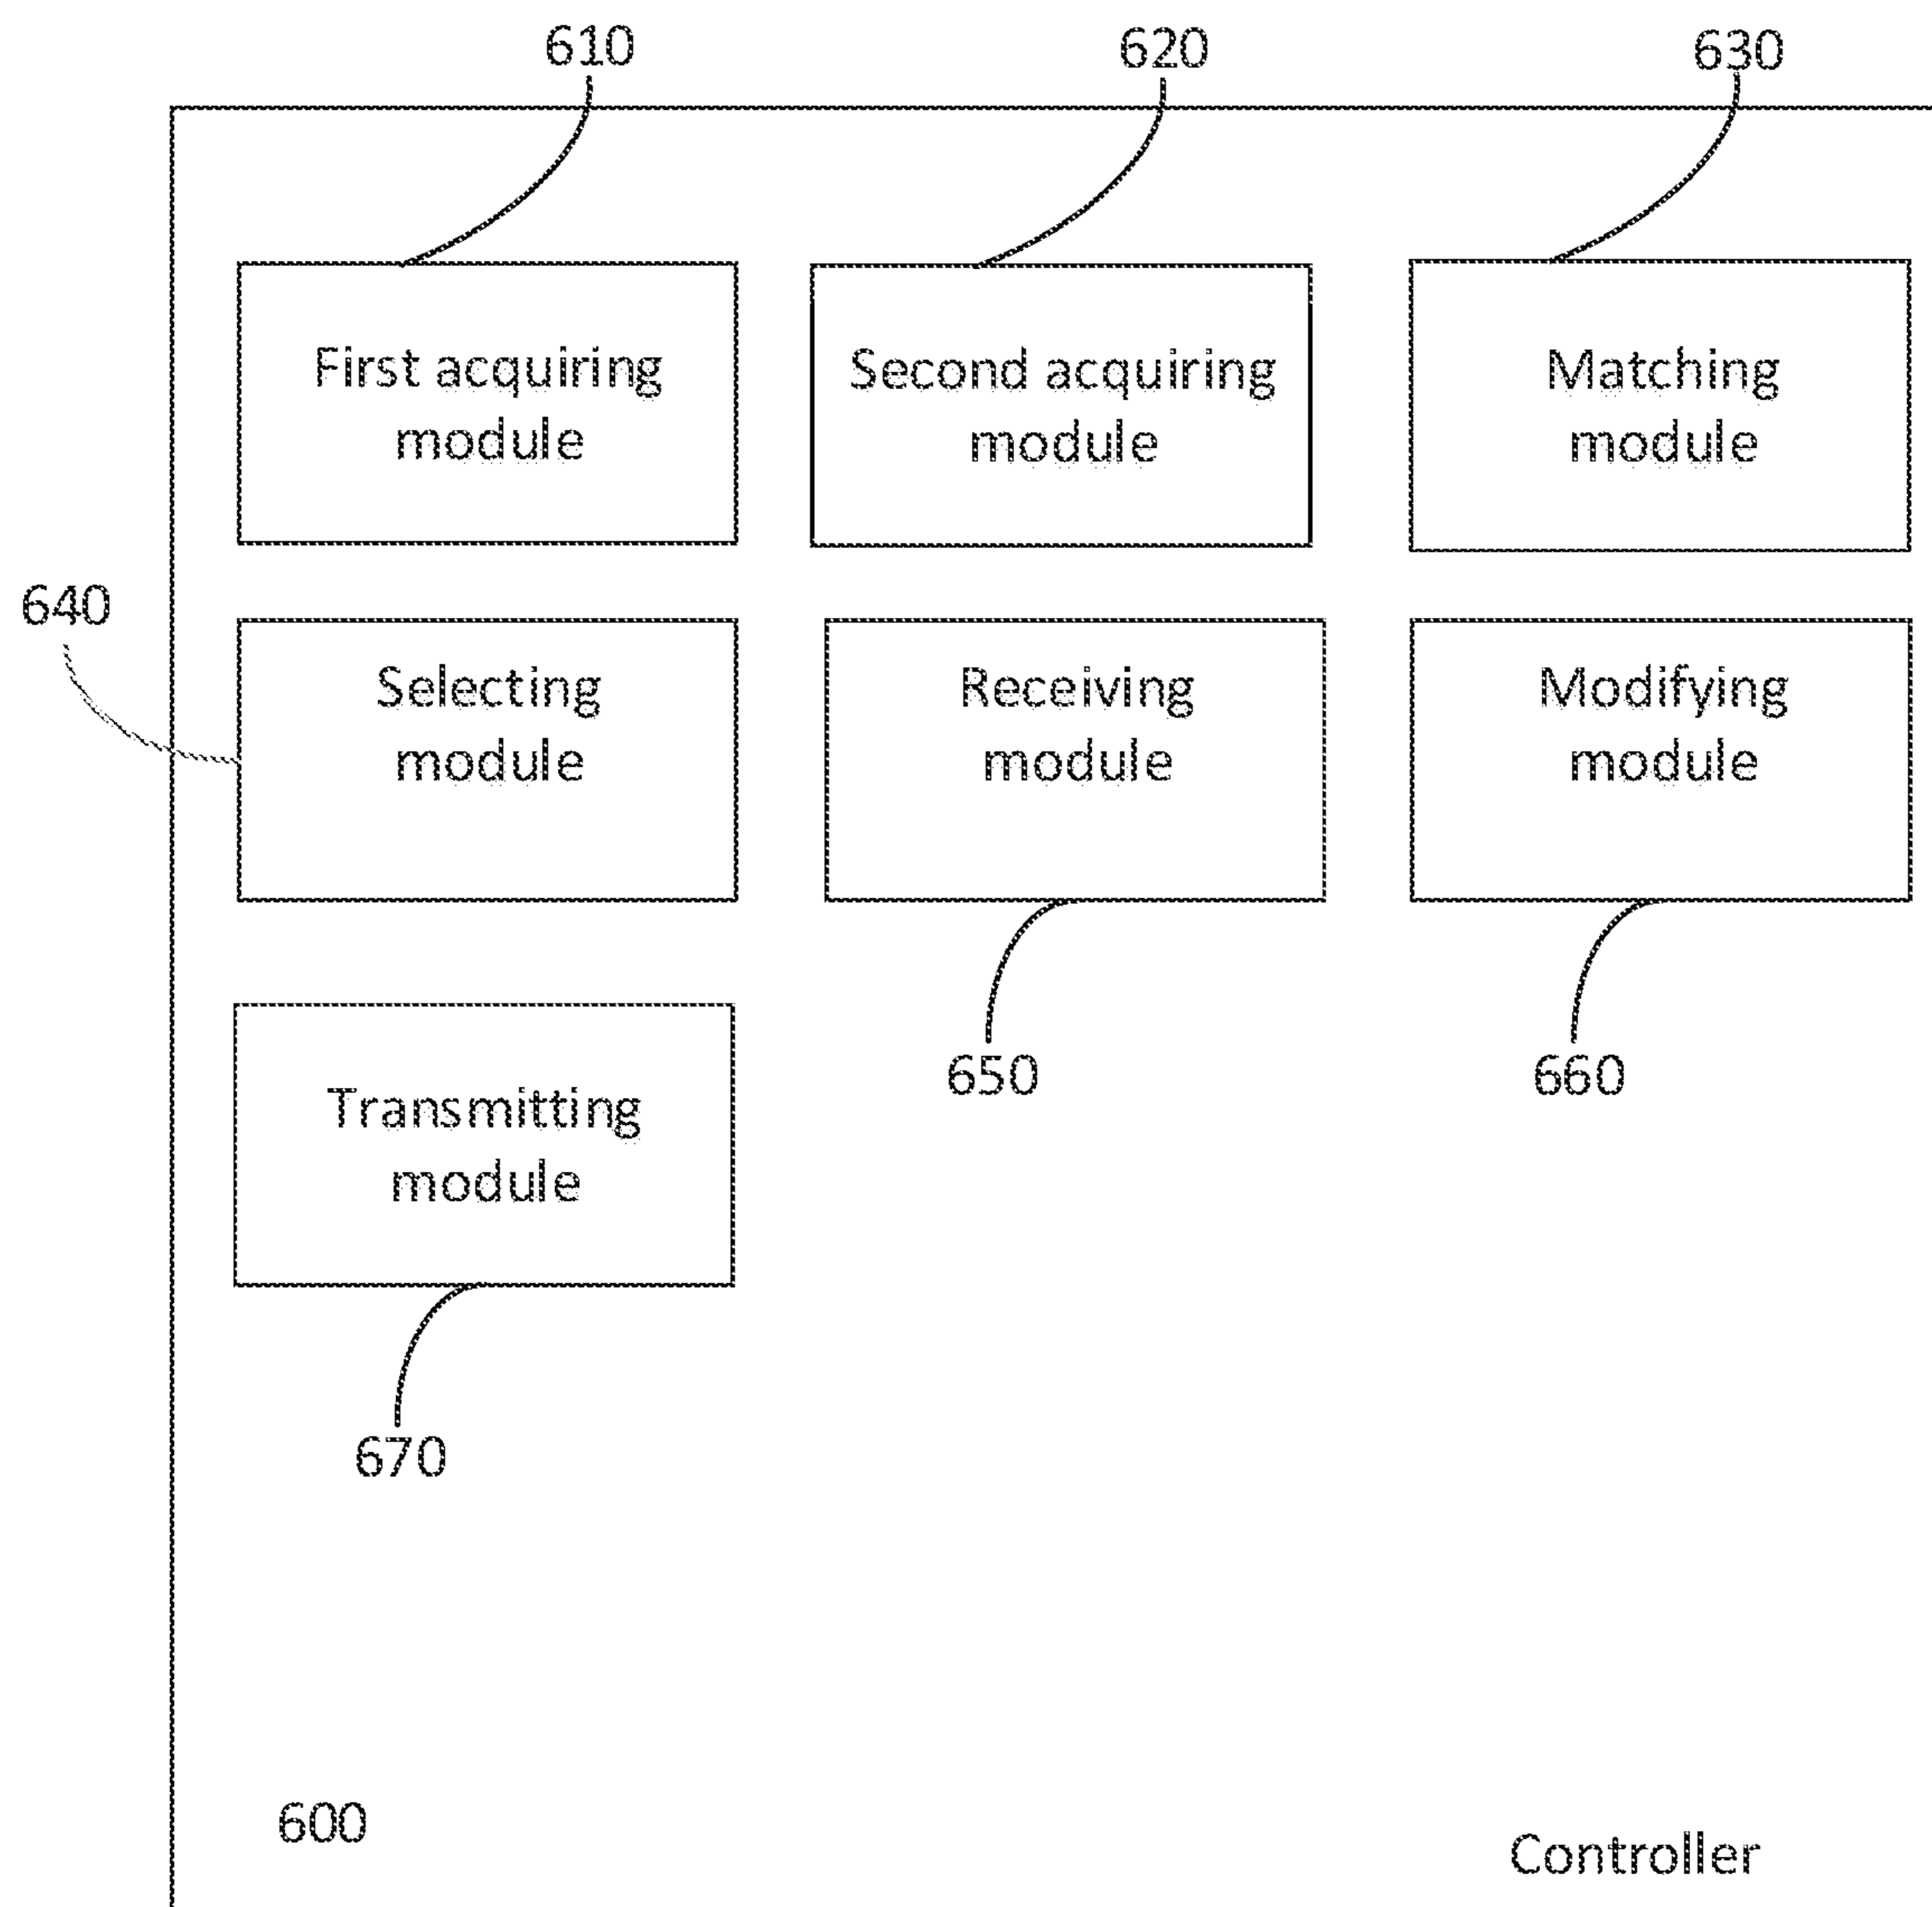 610
620
630
First acquiring
module
Second acquiring
module
Matching
module
640
Selecting
module
Receiving
module
Modifying
module
650
660
Transmitting
module
670
600
Controller